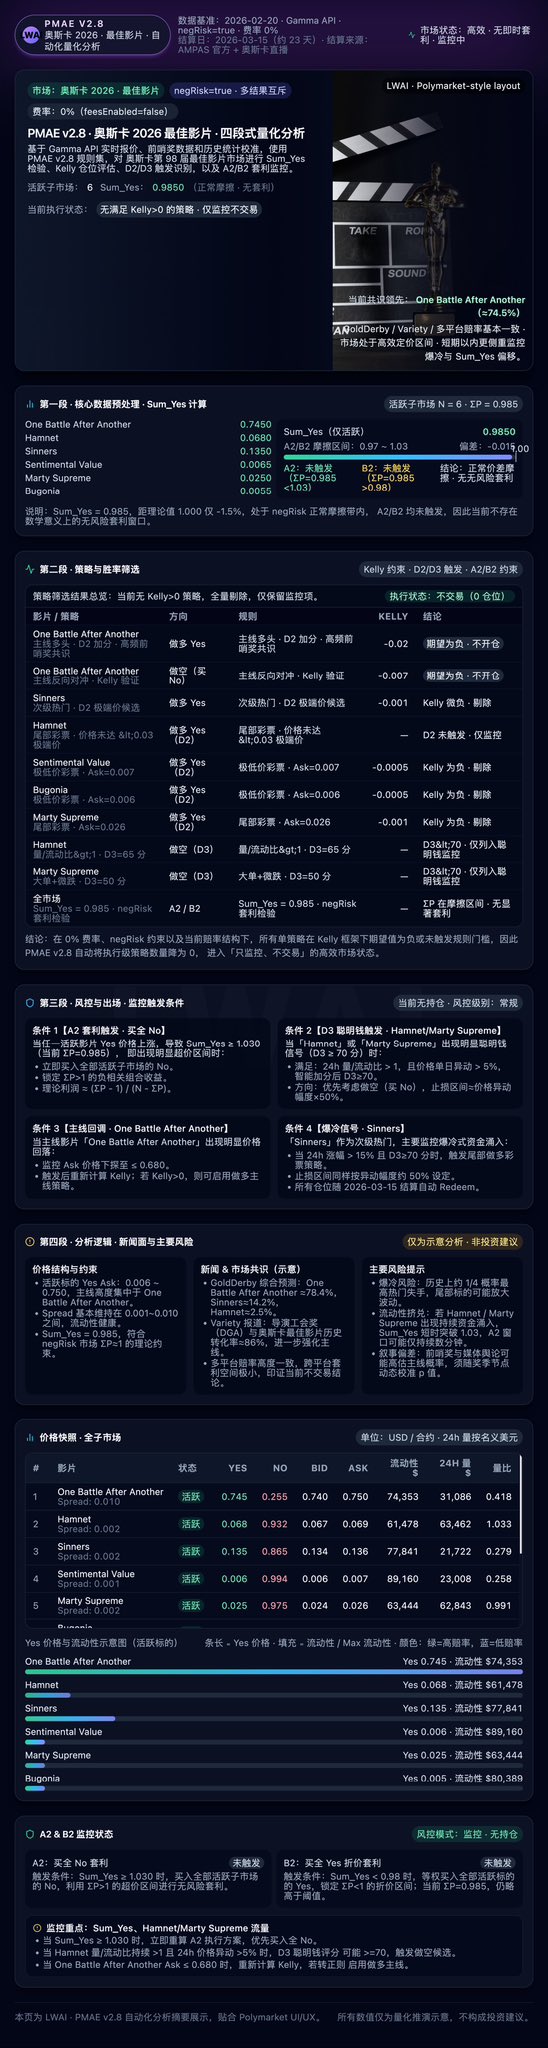 PMAE V2.8
奥斯卡 2026 · 最佳影片 · 自
动化量化分析
数据基准：2026-02-20 · Gamma API ·
negRisk=true · 费率 0%
结算日：2026-03-15（约 23 天） · 结算来源：
AMPAS 官方 + 奥斯卡直播
市场状态：高效 · 无即时套
利 · 监控中
市场：奥斯卡 2026 · 最佳影片
negRisk=true · 多结果互斥
费率：0%（feesEnabled=false）
PMAE v2.8 · 奥斯卡 2026 最佳影片 · 四段式量化分析
基于 Gamma API 实时报价、前哨奖数据和历史统计校准，使用
PMAE v2.8 规则集，对 奥斯卡第 98 届最佳影片市场进行 Sum_Yes
检验、Kelly 仓位评估、D2/D3 触发识别，以及 A2/B2 套利监控。
活跃子市场： 6 Sum_Yes： 0.9850 （正常摩擦 · 无套利）
当前执行状态： 无满足 Kelly>0 的策略 · 仅监控不交易
LWAI · Polymarket-style layout
TAKE
SOUND
当前共识领先： One Battle After Another
（≈74.5%）
GoldDerby / Variety / 多平台赔率基本一致 ·
市场处于高效定价区间 · 短期以内更侧重监控
爆冷与 Sum_Yes 偏移。
第一段 · 核心数据预处理 · Sum_Yes 计算
活跃子市场 N = 6 · ΣP = 0.985
One Battle After Another 0.7450
Hamnet 0.0680
Sinners 0.1350
Sentimental Value 0.0065
Marty Supreme 0.0250
Bugonia 0.0055
Sum_Yes（仅活跃） 0.9850
A2/B2 摩擦区间：0.97 ~ 1.03 偏差：-0.015
1.00
A2：未触发
（ΣP=0.985
<1.03）
B2：未触发
（ΣP=0.985
>0.98）
结论：正常价差摩
擦 · 无无风险套利
说明：Sum_Yes = 0.985，距理论值 1.000 仅 -1.5%，处于 negRisk 正常摩擦带内， A2/B2 均未触发，因此当前不存在
数学意义上的无风险套利窗口。
第二段 · 策略与胜率筛选
Kelly 约束 · D2/D3 触发 · A2/B2 约束
策略筛选结果总览：当前无 Kelly>0 策略，全量剔除，仅保留监控项。
执行状态：不交易（0 仓位）
影片 / 策略 方向 规则 KELLY 结论
One Battle After Another
主线多头 · D2 加分 · 高频前
哨奖共识
做多 Yes
主线多头 · D2 加分 · 高频前
哨奖共识
-0.02
期望为负 · 不开仓
One Battle After Another
主线反向对冲 · Kelly 验证
做空（买
No）
主线反向对冲 · Kelly 验证
-0.007
期望为负 · 不开仓
Sinners
次级热门 · D2 极端价候选
做多 Yes
次级热门 · D2 极端价候选
-0.001
Kelly 微负 · 剔除
Hamnet
尾部彩票 · 价格未达 &lt;0.03
极端价
做多 Yes
（D2）
尾部彩票 · 价格未达
&lt;0.03 极端价
—
D2 未触发 · 仅监控
Sentimental Value
极低价彩票 · Ask=0.007
做多 Yes
（D2）
极低价彩票 · Ask=0.007
-0.0005
Kelly 为负 · 剔除
Bugonia
极低价彩票 · Ask=0.006
做多 Yes
（D2）
极低价彩票 · Ask=0.006
-0.0005
Kelly 为负 · 剔除
Marty Supreme
尾部彩票 · Ask=0.026
做多 Yes
（D2）
尾部彩票 · Ask=0.026
-0.001
Kelly 为负 · 剔除
Hamnet
量/流动比&gt;1 · D3=65 分
做空（D3）
量/流动比&gt;1 · D3=65 分
—
D3&lt;70 · 仅列入聪
明钱监控
Marty Supreme
大单+微跌 · D3=50 分
做空（D3）
大单+微跌 · D3=50 分
—
D3&lt;70 · 仅列入聪
明钱监控
全市场
Sum_Yes = 0.985 · negRisk
套利检验
A2 / B2
Sum_Yes = 0.985 · negRisk
套利检验
—
ΣP 在摩擦区间 · 无显
著套利
结论：在 0% 费率、negRisk 约束以及当前赔率结构下，所有单策略在 Kelly 框架下期望值为负或未触发规则门槛，因此
PMAE v2.8 自动将执行级策略数量降为 0， 进入「只监控、不交易」的高效市场状态。
第三段 · 风控与出场 · 监控触发条件
当前无持仓 · 风控级别：常规
条件 1【A2 套利触发 · 买全 No】
当任一活跃影片 Yes 价格上涨，导致 Sum_Yes ≥ 1.030
（当前 ΣP=0.985），即出现明显超价区间时：
• 立即买入全部活跃子市场的 No。
• 锁定 ΣP>1 的负相关组合收益。
• 理论利润 ≈ (ΣP - 1) / (N - ΣP)。
条件 2【D3 聪明钱触发 · Hamnet/Marty Supreme】
当「Hamnet」或「Marty Supreme」出现明显聪明钱
信号（D3 ≥ 70 分）时：
• 满足：24h 量/流动比 > 1，且价格单日异动 > 5%，
智能加分后 D3≥70。
• 方向：优先考虑做空（买 No），止损区间≈价格异动
幅度×50%。
条件 3【主线回调 · One Battle After Another】
当主线影片「One Battle After Another」出现明显价格
回落：
• 监控 Ask 价格下探至 ≤ 0.680。
• 触发后重新计算 Kelly；若 Kelly>0，则可启用做多主
线策略。
条件 4【爆冷信号 · Sinners】
「Sinners」作为次级热门，主要监控爆冷式资金涌入：
• 当 24h 涨幅 > 15% 且 D3≥70 分时，触发尾部做多彩
票策略。
• 止损区间同样按异动幅度约 50% 设定。
• 所有仓位随 2026-03-15 结算自动 Redeem。
第四段 · 分析逻辑 · 新闻面与主要风险
仅为示意分析 · 非投资建议
价格结构与约束
• 活跃标的 Yes Ask：0.006 ~
0.750，主线高度集中于 One
Battle After Another。
• Spread 基本维持在 0.001~0.010
之间，流动性健康。
• Sum_Yes = 0.985，符合
negRisk 市场 ΣP≈1 的理论约
束。
新闻 & 市场共识（示意）
• GoldDerby 综合预测：One
Battle After Another ≈78.4%，
Sinners≈14.2%，
Hamnet≈2.5%。
• Variety 报道：导演工会奖
（DGA）与奥斯卡最佳影片历史
转化率≈86%，进一步强化主
线。
• 多平台赔率高度一致，跨平台套
利空间极小，印证当前不交易结
论。
主要风险提示
• 爆冷风险：历史上约 1/4 概率最
高热门失手，尾部标的可能放大
波动。
• 流动性挤兑：若 Hamnet / Marty
Supreme 出现持续资金涌入，
Sum_Yes 短时突破 1.03，A2 窗
口可能仅持续数分钟。
• 叙事偏差：前哨奖与媒体舆论可
能高估主线概率，须随奖季节点
动态校准 p 值。
价格快照 · 全子市场
单位：USD / 合约 · 24h 量按名义美元
# 影片 状态 YES NO BID ASK 流动性 $ 24H 量 $ 量比
1 One Battle After Another 活跃 0.745 0.255 0.740 0.750 74,353 31,086 0.418
Spread: 0.010
2 Hamnet 活跃 0.068 0.932 0.067 0.069 61,478 63,462 1.033
Spread: 0.002
3 Sinners 活跃 0.135 0.865 0.134 0.136 77,841 21,722 0.279
Spread: 0.002
4 Sentimental Value 活跃 0.006 0.994 0.006 0.007 89,160 23,008 0.258
Spread: 0.001
5 Marty Supreme 活跃 0.025 0.975 0.024 0.026 63,444 62,843 0.991
Spread: 0.002
Bugonia
Yes 价格与流动性示意图（活跃标的） 条长 = Yes 价格 · 填充 = 流动性 / Max 流动性 · 颜色：绿=高赔率，蓝=低赔率
One Battle After Another Yes 0.745 · 流动性 $74,353
Hamnet Yes 0.068 · 流动性 $61,478
Sinners Yes 0.135 · 流动性 $77,841
Sentimental Value Yes 0.006 · 流动性 $89,160
Marty Supreme Yes 0.025 · 流动性 $63,444
Bugonia Yes 0.005 · 流动性 $80,389
A2 & B2 监控状态
风控模式：监控 · 无持仓
A2：买全 No 套利 未触发
触发条件：Sum_Yes ≥ 1.030 时，买入全部活跃子市场
的 No，利用 ΣP>1 的超价区间进行无风险套利。
B2：买全 Yes 折价套利 未触发
触发条件：Sum_Yes < 0.98 时，等权买入全部活跃标的
的 Yes，锁定 ΣP<1 的折价区间；当前 ΣP=0.985，仍略
高于阈值。
监控重点：Sum_Yes、Hamnet/Marty Supreme 流量
• 当 Sum_Yes ≥ 1.030 时，立即重算 A2 执行方案，优先买入全 No。
• 当 Hamnet 量/流动比持续 >1 且 24h 价格异动 >5% 时，D3 聪明钱评分 可能 >=70，触发做空候选。
• 当 One Battle After Another Ask ≤ 0.680 时，重新计算 Kelly，若转正则 启用做多主线。
本页为 LWAI · PMAE v2.8 自动化分析摘要展示，贴合 Polymarket UI/UX。
所有数值仅为量化推演示意，不构成投资建议。